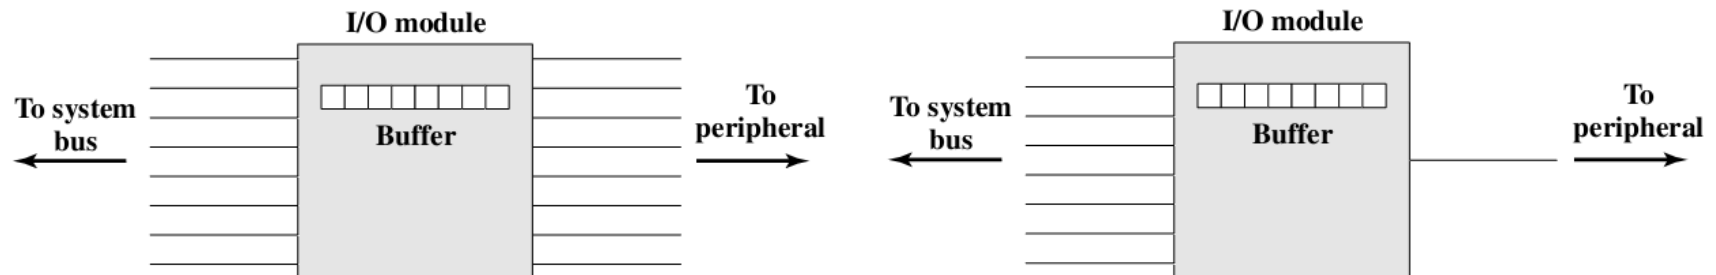 I/O module
To system
bus
Buffer
To
peripheral
I/O module
To system
bus
Buffer
To
peripheral